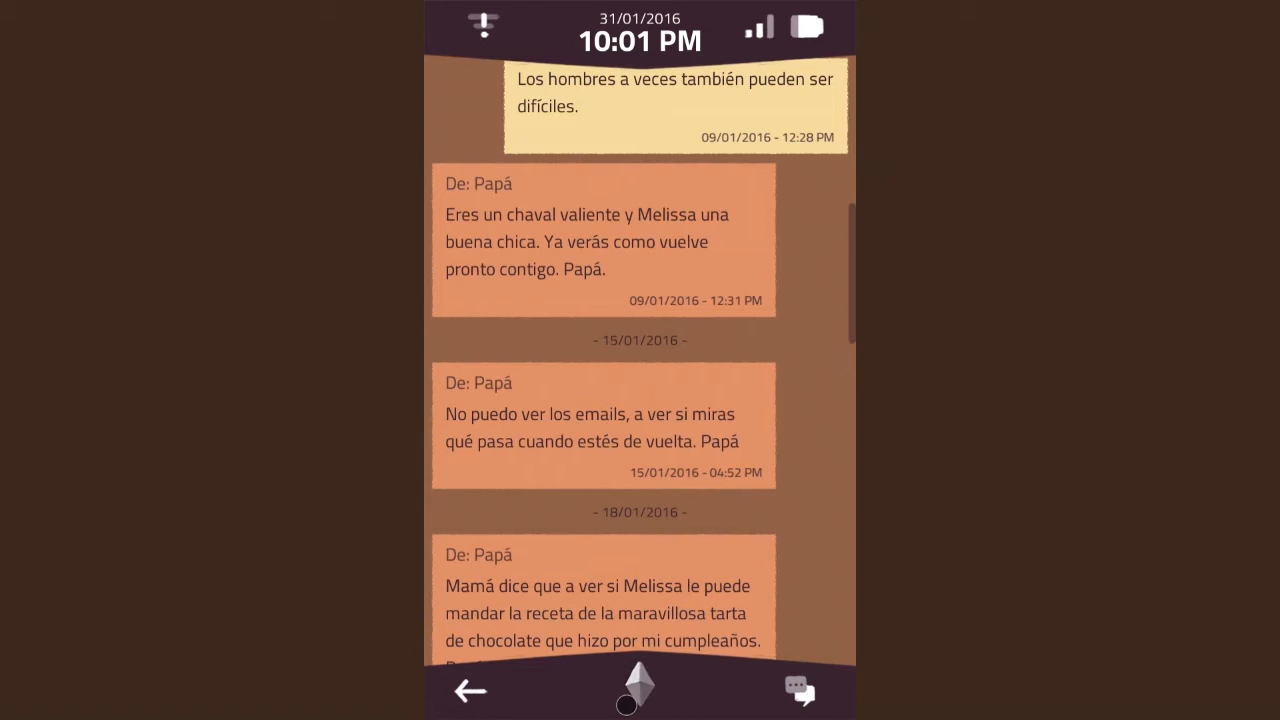 31/01/2016
10:01 PM
Los hombres a veces también pueden ser
difíciles.
09/01/2016 - 12:28 PM
De: Papá
Eres un chaval valiente y Melissa una
buena chica. Ya verás como vuelve
pronto contigo. Papá.
09/01/2016 - 12:31 PM
- 15/01/2016 -
De: Papá
No puedo ver los emails, a ver si miras
qué pasa cuando estés de vuelta. Papá
15/01/2016 - 04:52 PM
- 18/01/2016 -
De: Papá
Mamá dice que a ver si Melissa le puede
mandar la receta de la maravillosa tarta
de chocolate que hizo por mi cumpleaños.